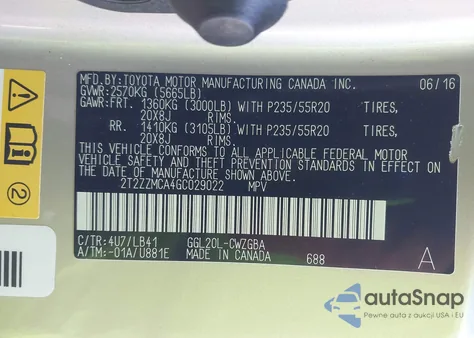 MFD. BY: TOYOTA MOTOR MANUFACTURING CANADA INC. 06/16
GVWR: 2570KG (5665LB)
GAWR: FRT. 1360KG (3000LB) WITH P235/55R20 TIRES,
20X8J RIMS.
RR. 1410KG (3105LB) WITH P235/55R20 TIRES,
20X8J RIMS.
THIS VEHICLE CONFORMS TO ALL APPLICABLE FEDERAL MOTOR
VEHICLE SAFETY AND THEFT PREVENTION STANDARDS IN EFFECT ON
THE DATE OF MANUFACTURE SHOWN ABOVE.
2T2ZZMCA4GC029022 MPV
C/TR: 4U7/LB41 GGL20L-CWZGBA
A/TM: -01A/U881E MADE IN CANADA 688 A
2
autoSnap
Pewne auta z aukcji USA i EU